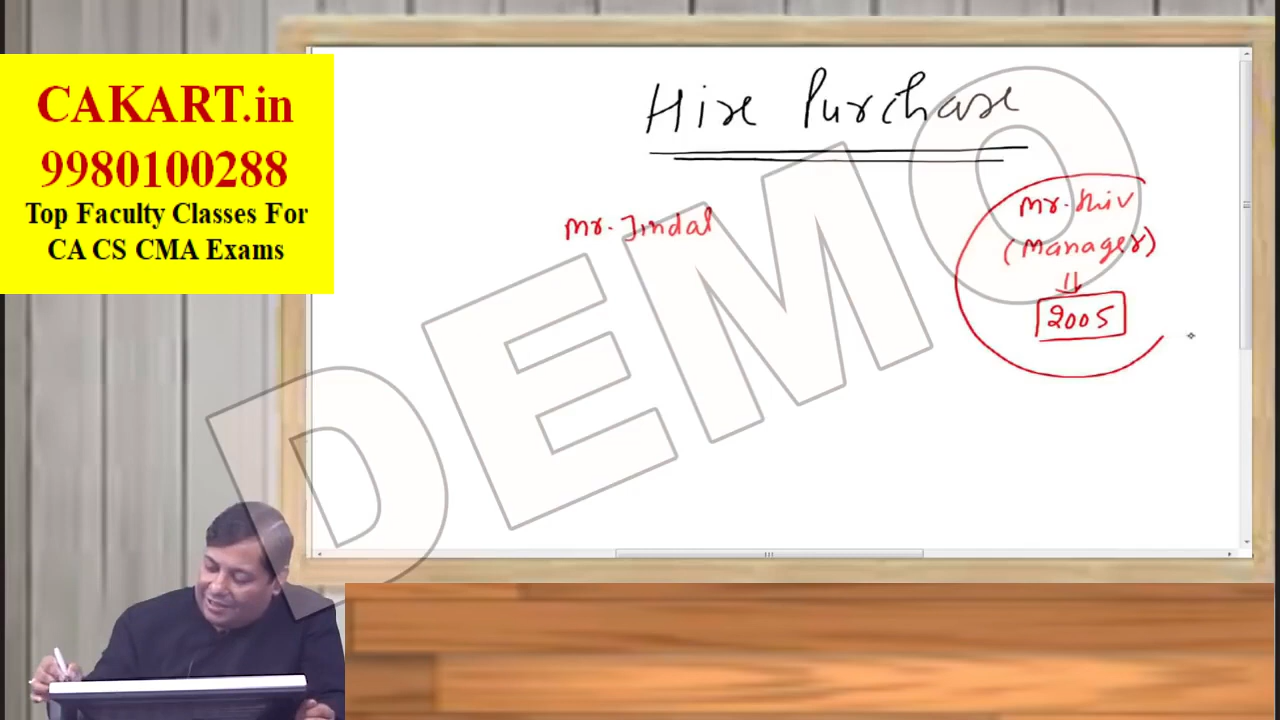 CAKART.in
9980100288
Top Faculty Classes For
CA CS CMA Exams
Hire Purchase
Mr. Jindal
Mr. Shiv
(Manager)
2005
DEMO